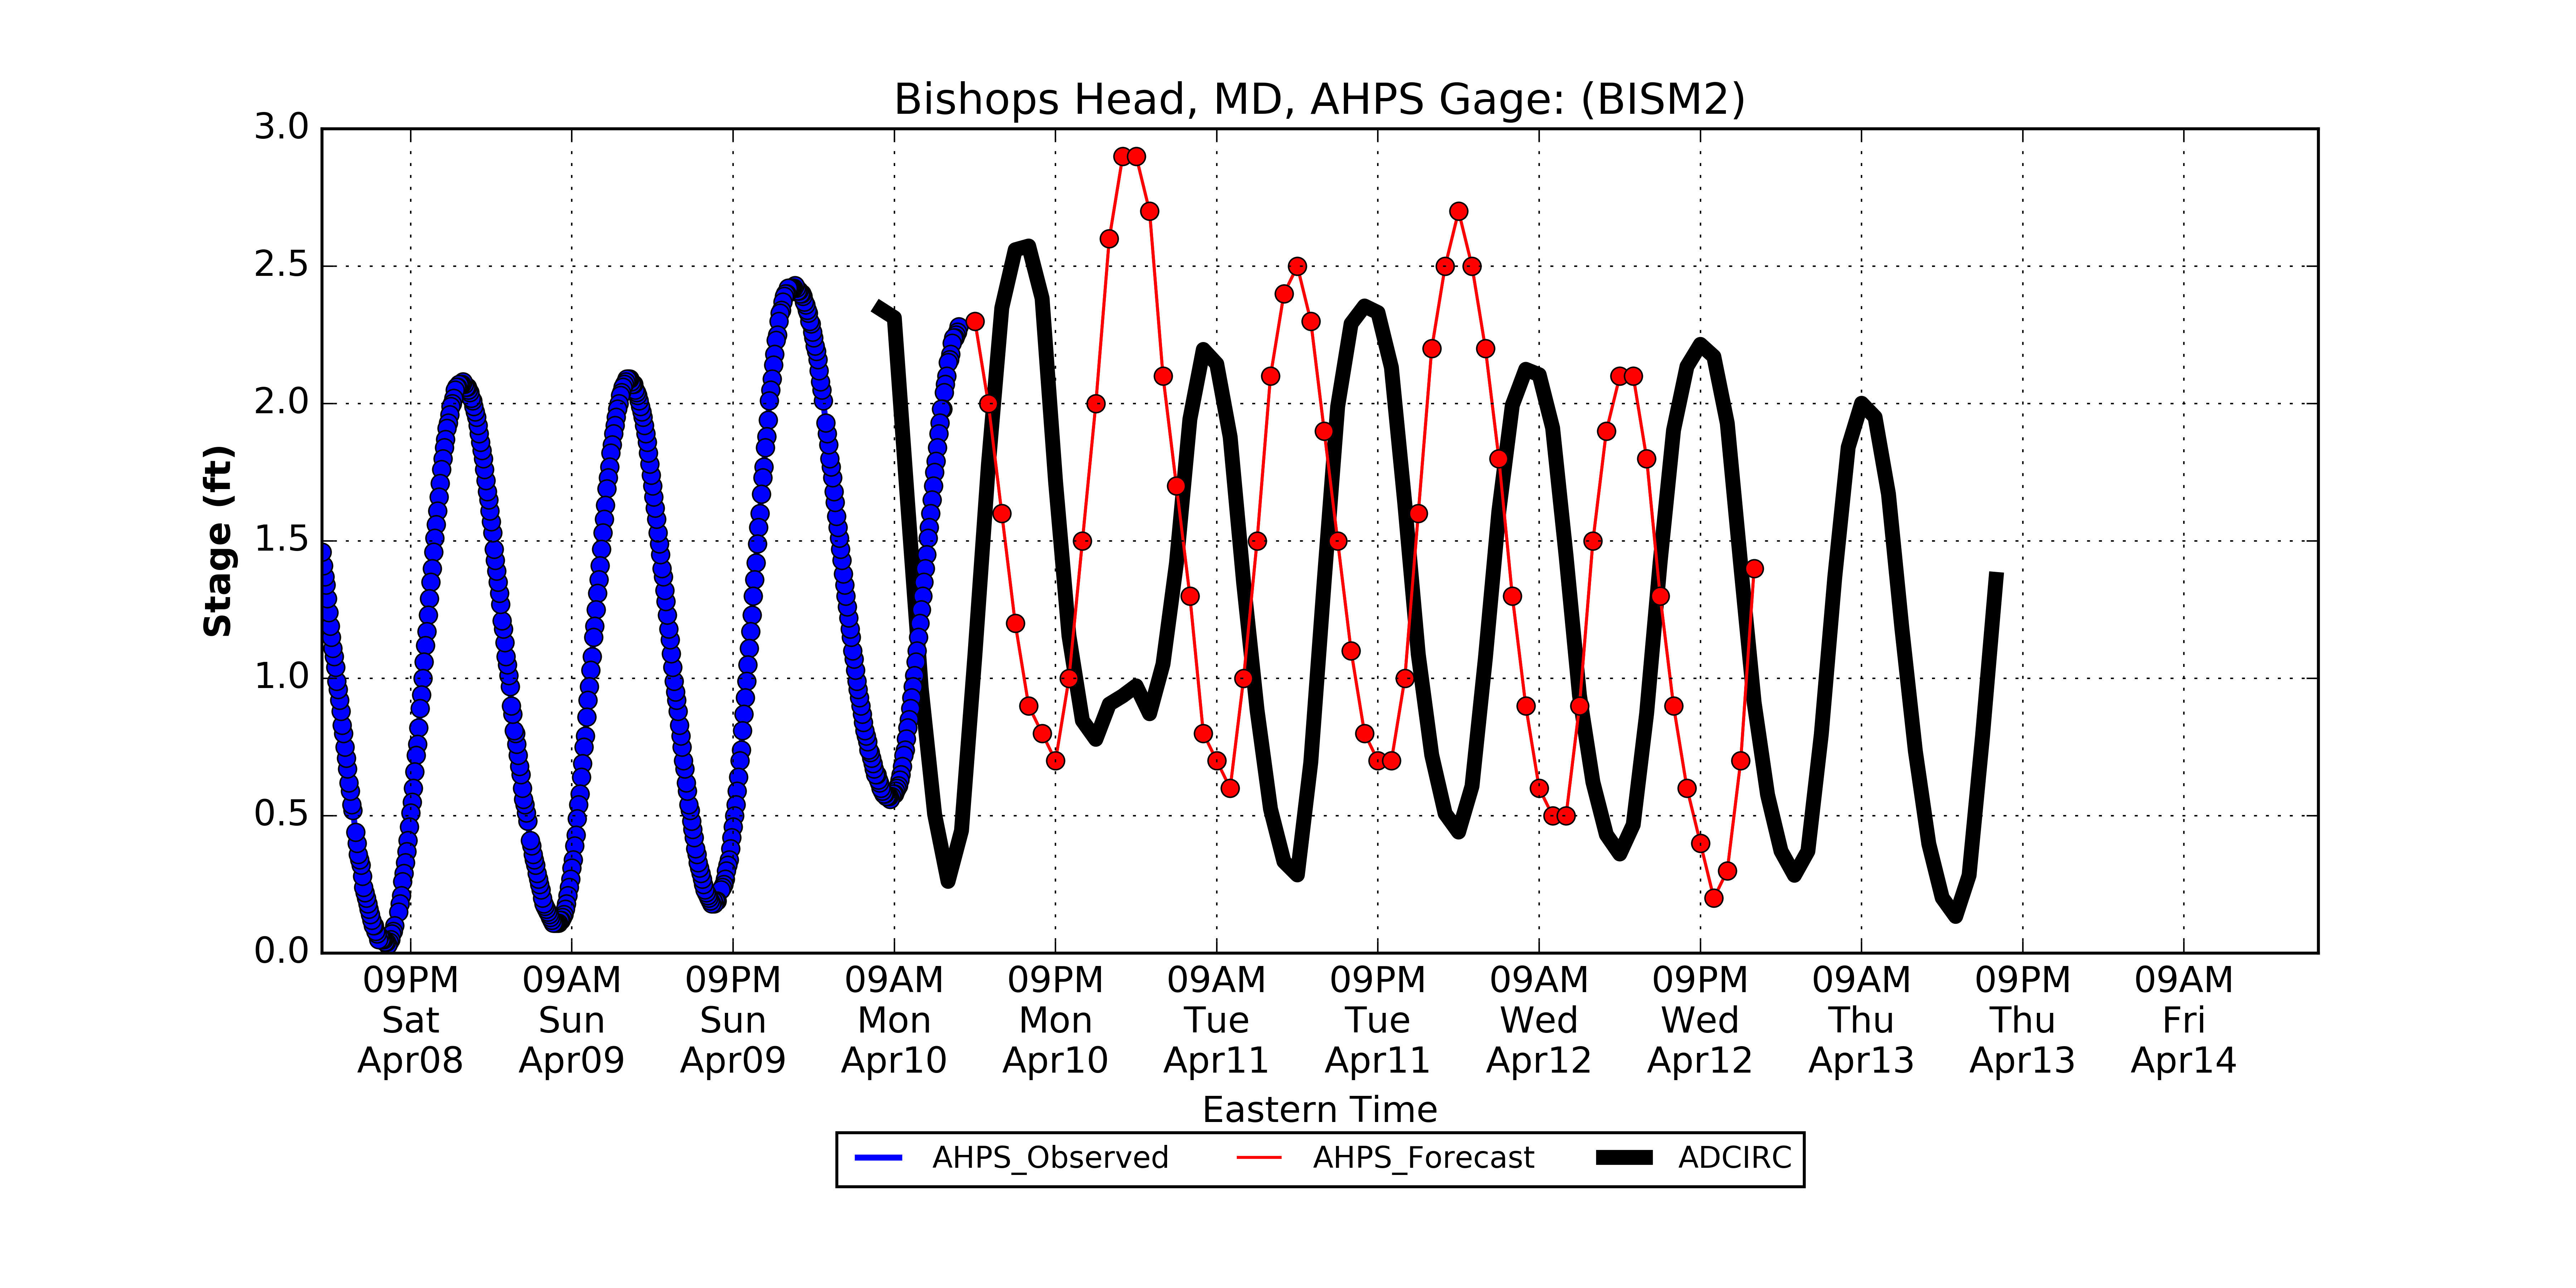 Bishops Head, MD, AHPS Gage: (BISM2)
3.0
2.5
2.0
1.5
1.0
0.5
0.0
Stage (ft)
09PM 09AM 09PM 09AM 09PM 09AM 09PM 09AM 09PM 09AM 09PM 09AM
Sat Sun Sun Mon Mon Tue Tue Wed Wed Thu Thu Fri
Apr08 Apr09 Apr09 Apr10 Apr10 Apr11 Apr11 Apr12 Apr12 Apr13 Apr13 Apr14
Eastern Time
AHPS_Observed AHPS_Forecast ADCIRC